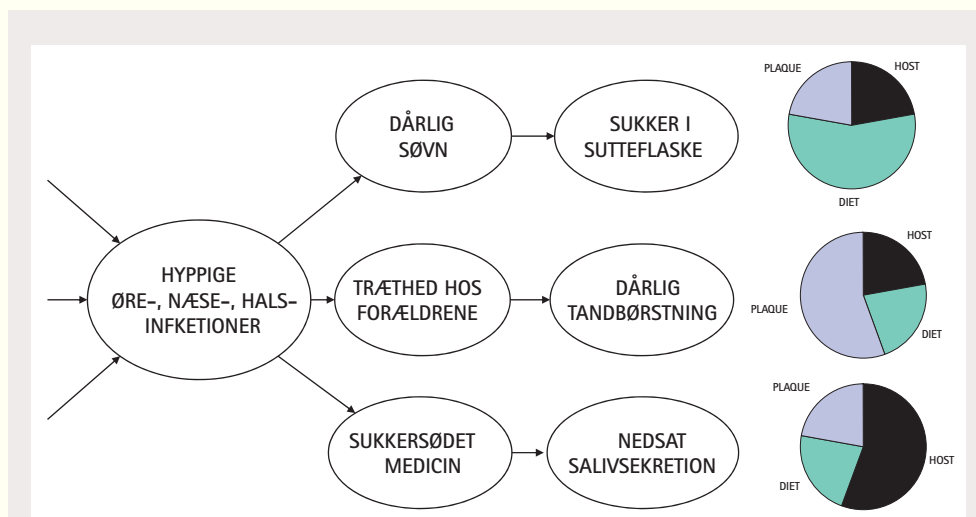 DÅRLIG
SØVN
SUKKER I
SUTTEFLASKE
PLAQUE
HOST
DIET
HYPPIGE
ØRE-, NÆSE-, HALS-
INFKETIONER
TRÆTHED HOS
FORÆLDRENE
DÅRLIG
TANDBØRSTNING
HOST
PLAQUE
DIET
SUKKERSØDET
MEDICIN
NEDSAT
SALIVSEKRETION
PLAQUE
HOST
DIET